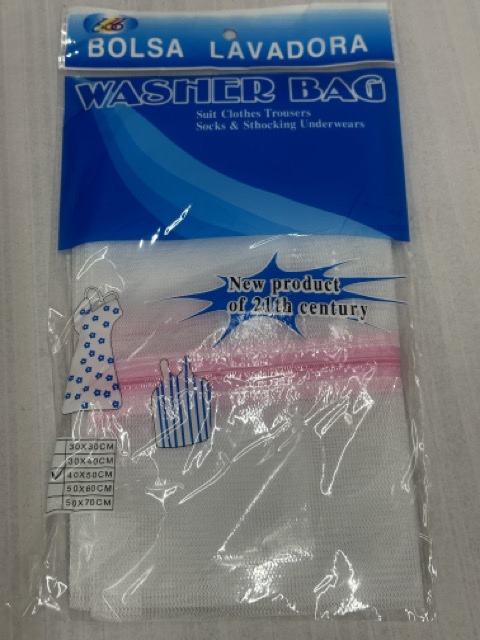 BOLSA LAVADORA
WASHER BAG
Suit Clothes Trousers
Socks & Sthocking Underwears
New product
of 21th century
30X30CM
30X40CM
40X50CM
50X60CM
50X70CM